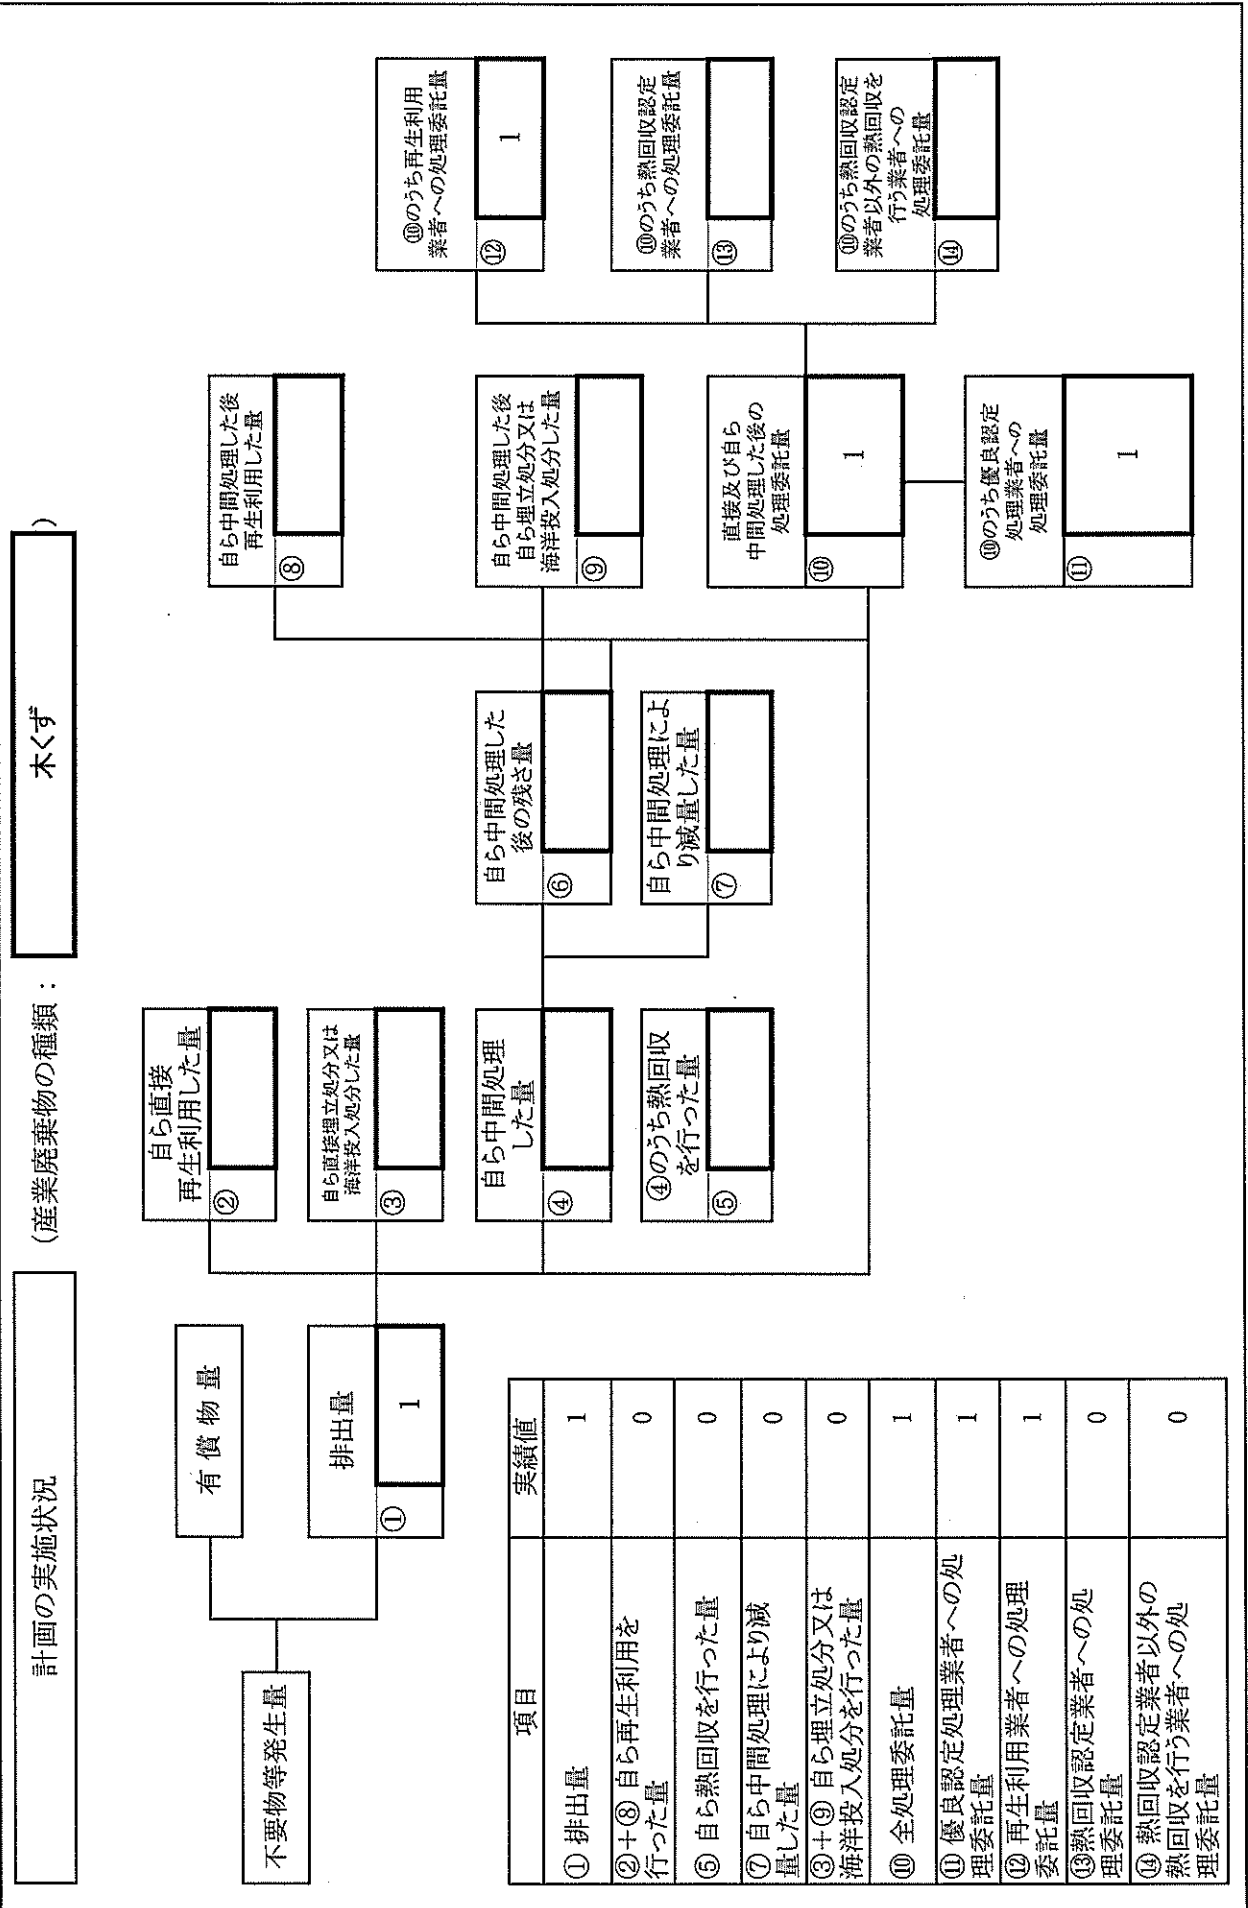 計画の実施状況
(産業廃棄物の種類：
木くず
)
不要物等発生量
有償物量
排出量
①
1
自ら直接
再生利用した量
②
自ら直接埋立処分又は
海洋投入処分した量
③
自ら中間処理
した量
④
④のうち熱回収
を行った量
⑤
自ら中間処理した
後の残さ量
⑥
自ら中間処理によ
り減量した量
⑦
自ら中間処理した後
再生利用した量
⑧
自ら中間処理した後
自ら埋立処分又は
海洋投入処分した量
⑨
直接及び自ら
中間処理した後の
処理委託量
⑩
1
⑩のうち優良認定
処理業者への
処理委託量
⑪
1
⑩のうち再生利用
業者への処理委託量
⑫
1
⑩のうち熱回収認定
業者への処理委託量
⑬
⑩のうち熱回収認定
業者以外の熱回収を
行う業者への
処理委託量
⑭
項目
実績値
① 排出量
1
②＋⑧ 自ら再生利用を
行った量
0
⑤ 自ら熱回収を行った量
0
⑦ 自ら中間処理により減
量した量
0
③＋⑨ 自ら埋立処分又は
海洋投入処分を行った量
0
⑩ 全処理委託量
1
⑪ 優良認定処理業者への処
理委託量
1
⑫ 再生利用業者への処理
委託量
1
⑬熱回収認定業者への処
理委託量
0
⑭ 熱回収認定業者以外の
熱回収を行う業者への処
理委託量
0